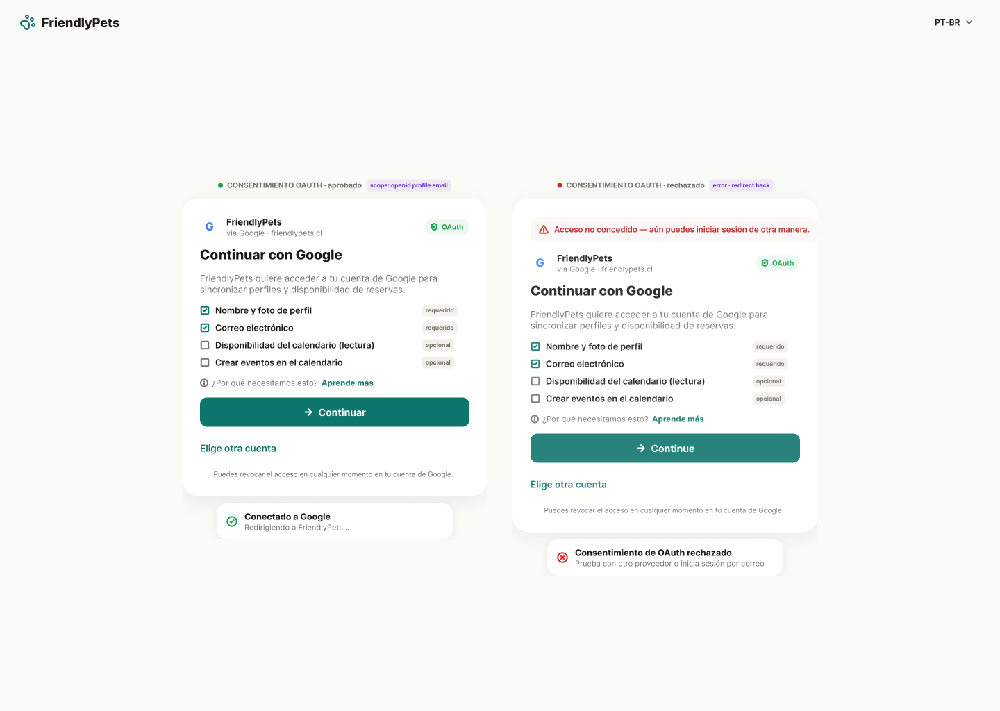 FriendlyPets
PT-BR
CONSENTIMIENTO OAUTH · aprobado scope: openid profile email
G FriendlyPets
via Google · friendlypets.cl
OAuth
Continuar con Google
FriendlyPets quiere acceder a tu cuenta de Google para
sincronizar perfiles y disponibilidad de reservas.
Nombre y foto de perfil requerido
Correo electrónico requerido
Disponibilidad del calendario (lectura) opcional
Crear eventos en el calendario opcional
¿Por qué necesitamos esto? Aprende más
Continuar
Elige otra cuenta
Puedes revocar el acceso en cualquier momento en tu cuenta de Google.
Conectado a Google
Redirigiendo a FriendlyPets...
CONSENTIMIENTO OAUTH · rechazado error · redirect back
Acceso no concedido — aún puedes iniciar sesión de otra manera.
G FriendlyPets
via Google · friendlypets.cl
OAuth
Continuar con Google
FriendlyPets quiere acceder a tu cuenta de Google para
sincronizar perfiles y disponibilidad de reservas.
Nombre y foto de perfil requerido
Correo electrónico requerido
Disponibilidad del calendario (lectura) opcional
Crear eventos en el calendario opcional
¿Por qué necesitamos esto? Aprende más
Continue
Elige otra cuenta
Puedes revocar el acceso en cualquier momento en tu cuenta de Google.
Consentimiento de OAuth rechazado
Prueba con otro proveedor o inicia sesión por correo